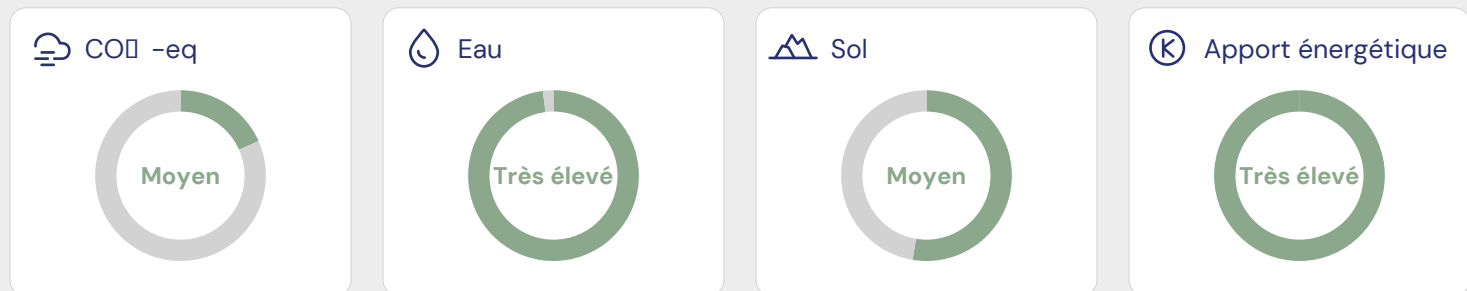 CO▯ -eq
Moyen
Eau
Très élevé
Sol
Moyen
Apport énergétique
Très élevé